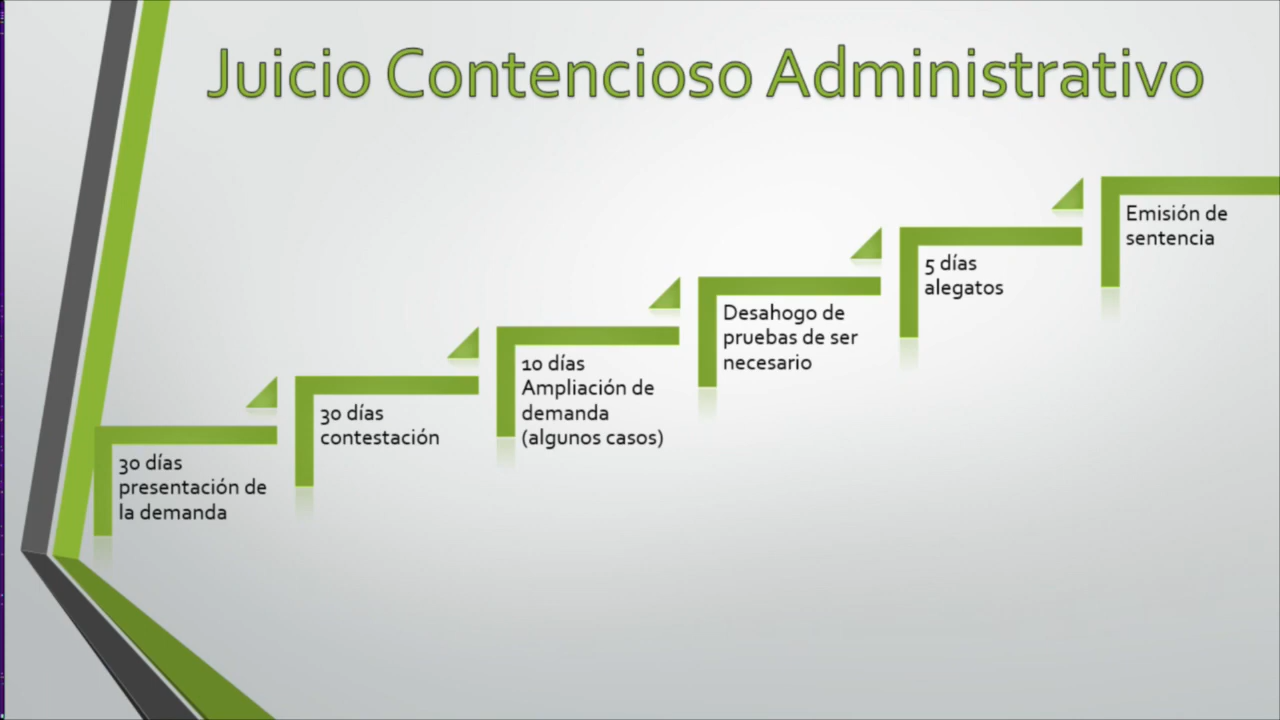 Juicio Contencioso Administrativo
30 días
presentación de
la demanda
30 días
contestación
10 días
Ampliación de
demanda
(algunos casos)
Desahogo de
pruebas de ser
necesario
5 días
alegatos
Emisión de
sentencia